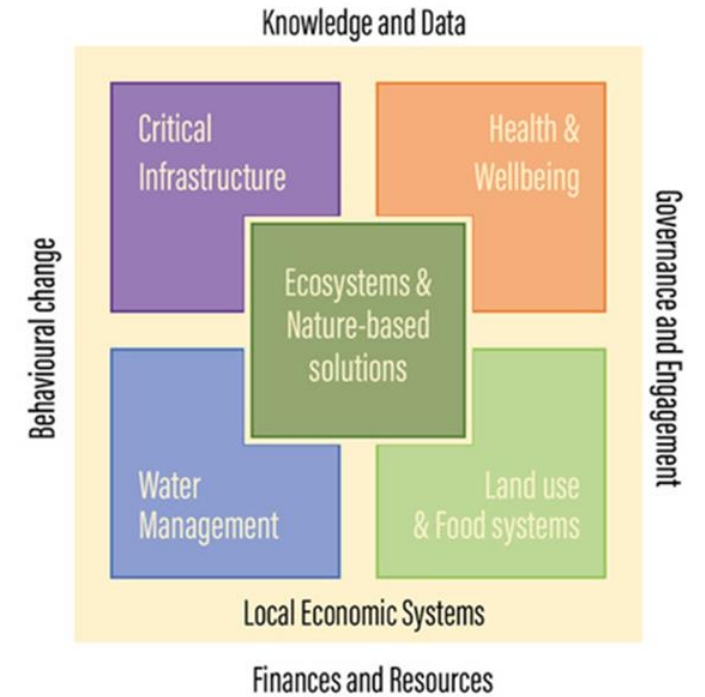 Knowledge and Data
Critical
Infrastructure
Health &
Wellbeing
Behavioural change
Ecosystems &
Nature-based
solutions
Governance and Engagement
Water
Management
Land use
& Food systems
Local Economic Systems
Finances and Resources